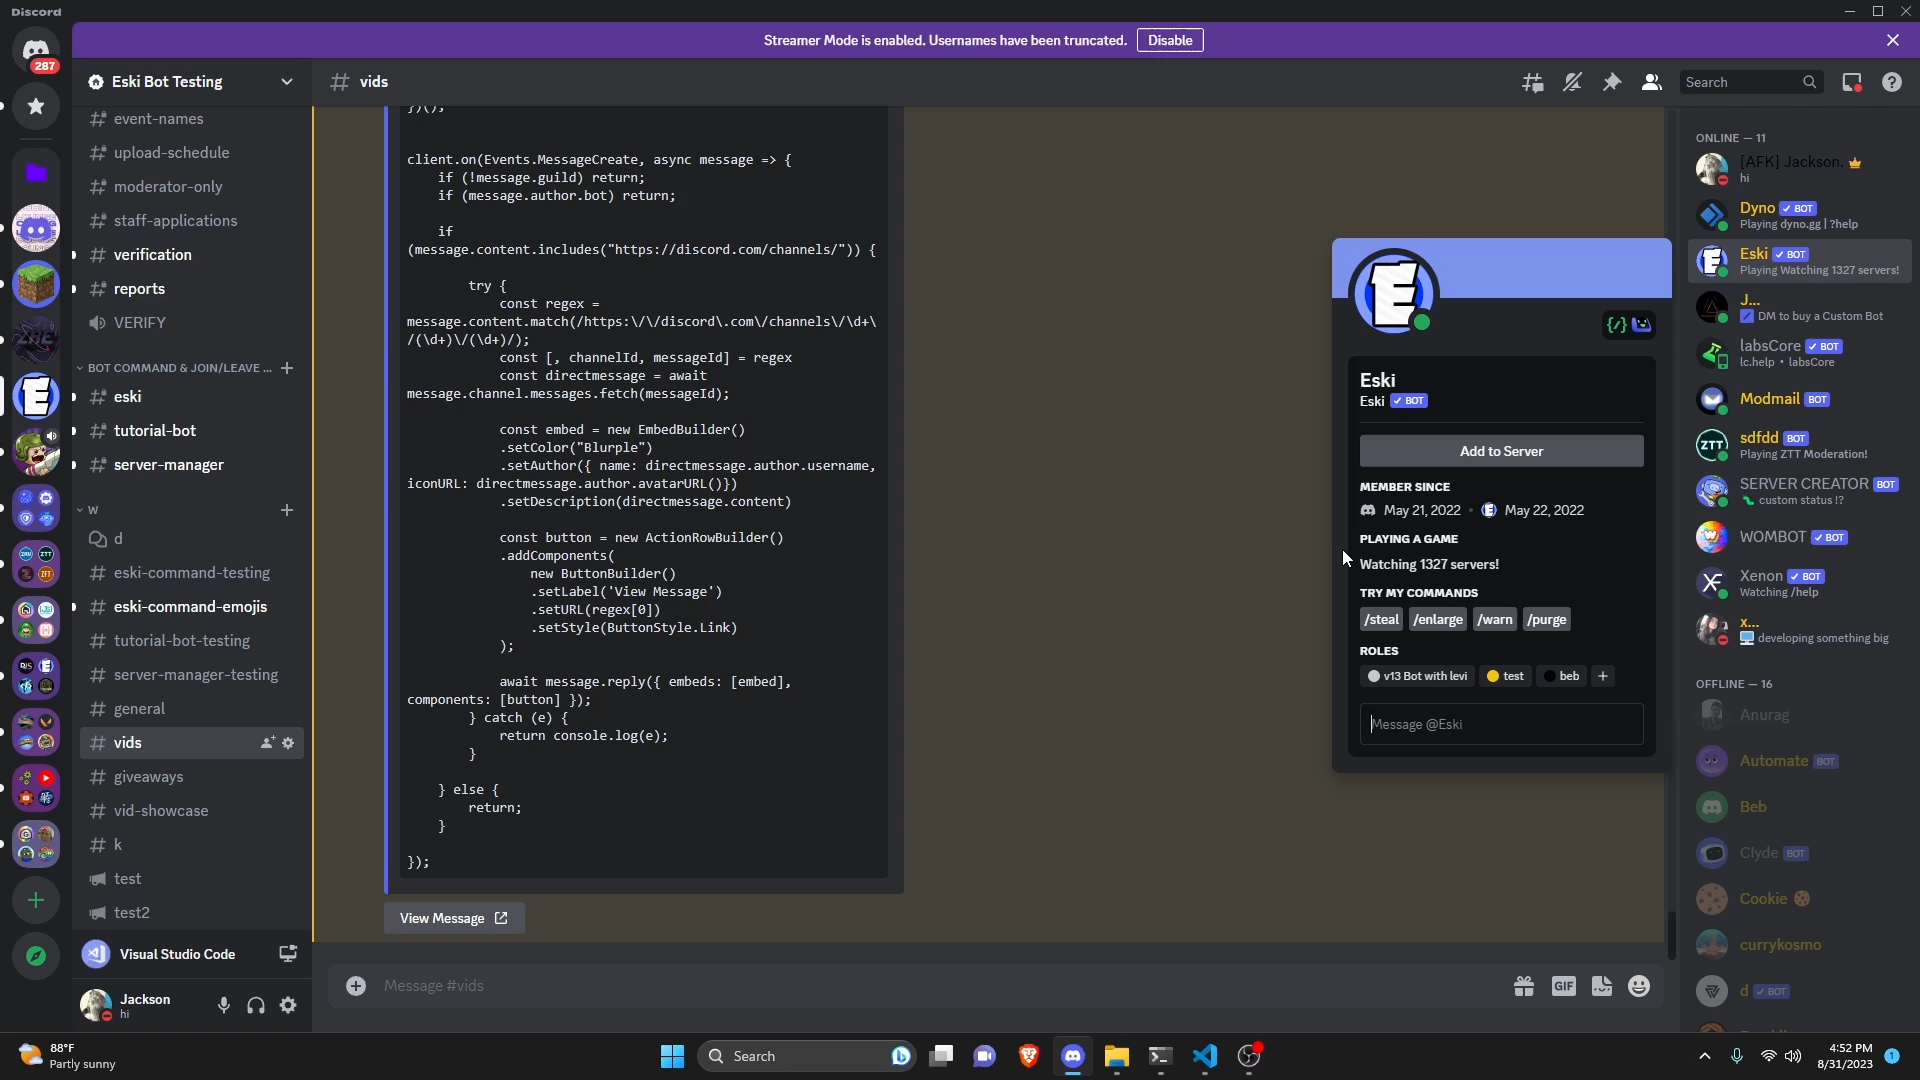 Discord
Streamer Mode is enabled. Usernames have been truncated.
Disable
287
Eski Bot Testing
event-names
upload-schedule
moderator-only
staff-applications
verification
reports
VERIFY
BOT COMMAND & JOIN/LEAVE ...
eski
tutorial-bot
server-manager
W
d
eski-command-testing
eski-command-emojis
tutorial-bot-testing
server-manager-testing
general
vids
giveaways
vid-showcase
k
test
test2
Visual Studio Code
Jackson
hi
vids
Search
})();
client.on(Events.MessageCreate, async message => {
if (!message.guild) return;
if (message.author.bot) return;
if
(message.content.includes("https://discord.com/channels/")) {
try {
const regex =
message.content.match(/https:\/\/discord\.com\/channels\/\d+\
/(\d+)\/(\d+)/);
const [, channelId, messageId] = regex
const directmessage = await
message.channel.messages.fetch(messageId);
const embed = new EmbedBuilder()
.setColor("Blurple")
.setAuthor({ name: directmessage.author.username,
iconURL: directmessage.author.avatarURL()})
.setDescription(directmessage.content)
const button = new ActionRowBuilder()
.addComponents(
new ButtonBuilder()
.setLabel('View Message')
.setURL(regex[0])
.setStyle(ButtonStyle.Link)
);
await message.reply({ embeds: [embed],
components: [button] });
} catch (e) {
return console.log(e);
}
} else {
return;
}
});
View Message
Message #vids
GIF
Eski
Eski BOT
Add to Server
MEMBER SINCE
May 21, 2022 • May 22, 2022
PLAYING A GAME
Watching 1327 servers!
TRY MY COMMANDS
/steal /enlarge /warn /purge
ROLES
v13 Bot with levi test beb +
Message @Eski
ONLINE — 11
[AFK] Jackson.
hi
Dyno BOT
Playing dyno.gg | ?help
Eski BOT
Playing Watching 1327 servers!
J...
DM to buy a Custom Bot
labsCore BOT
lc.help • labsCore
Modmail BOT
sdfdd BOT
Playing ZTT Moderation!
SERVER CREATOR BOT
custom status !?
WOMBOT BOT
Xenon BOT
Watching /help
x...
developing something big
OFFLINE — 16
Anurag
Automate BOT
Beb
Clyde BOT
Cookie
currykosmo
d BOT
88°F
Partly sunny
Search
4:52 PM
8/31/2023
1